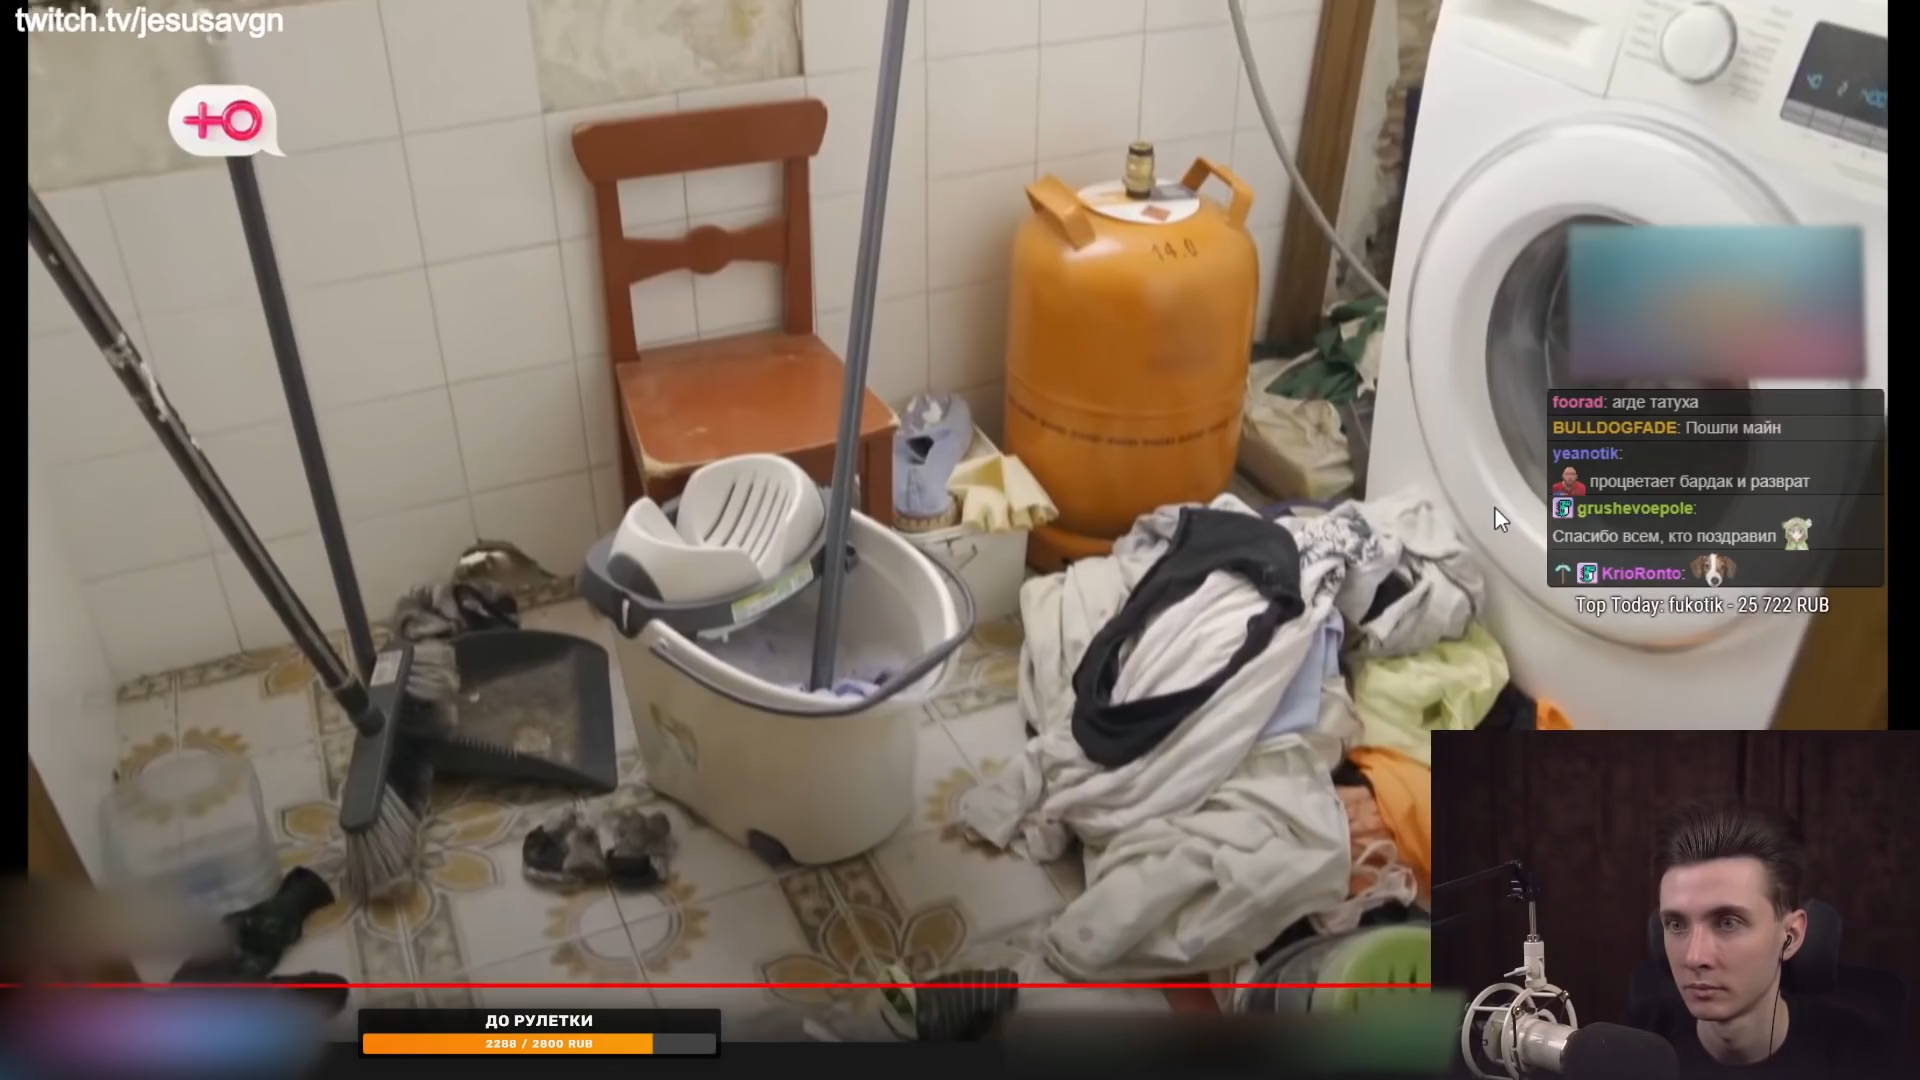 twitch.tv/jesusavgn
Ю
14.0
foorad: агде татуха
BULLDOGFADE: Пошли майн
yeanotik:
процветает бардак и разврат
grushevoepole:
Спасибо всем, кто поздравил
KrioRonto:
Top Today: fukotik - 25 722 RUB
ДО РУЛЕТКИ
2288 / 2800 RUB